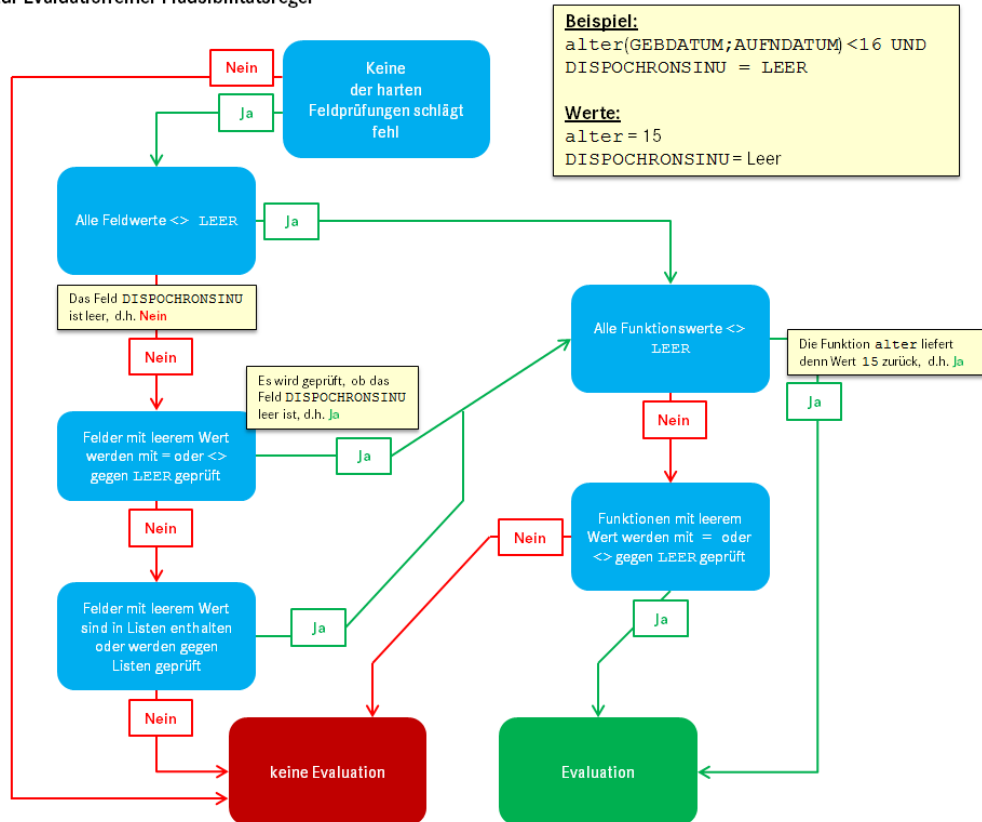 zur Evaluation einer Plausibilitätsregel
Beispiel:
alter(GEBDATUM;AUFNDATUM)<16 UND
DISPOCHRONSINU = LEER
Werte:
alter = 15
DISPOCHRONSINU = Leer
Nein
Ja
Keine
der harten
Feldprüfungen schlägt
fehl
Alle Feldwerte <> LEER
Ja
Das Feld DISPOCHRONSINU
ist leer, d.h. Nein
Nein
Alle Funktionswerte <>
LEER
Die Funktion alter liefert
denn Wert 15 zurück, d.h. Ja
Ja
Es wird geprüft, ob das
Feld DISPOCHRONSINU
leer ist, d.h. Ja
Felder mit leerem Wert
werden mit = oder <>
gegen LEER geprüft
Ja
Nein
Nein
Funktionen mit leerem
Wert werden mit = oder
<> gegen LEER geprüft
Nein
Ja
Felder mit leerem Wert
sind in Listen enthalten
oder werden gegen
Listen geprüft
Ja
Nein
keine Evaluation
Evaluation